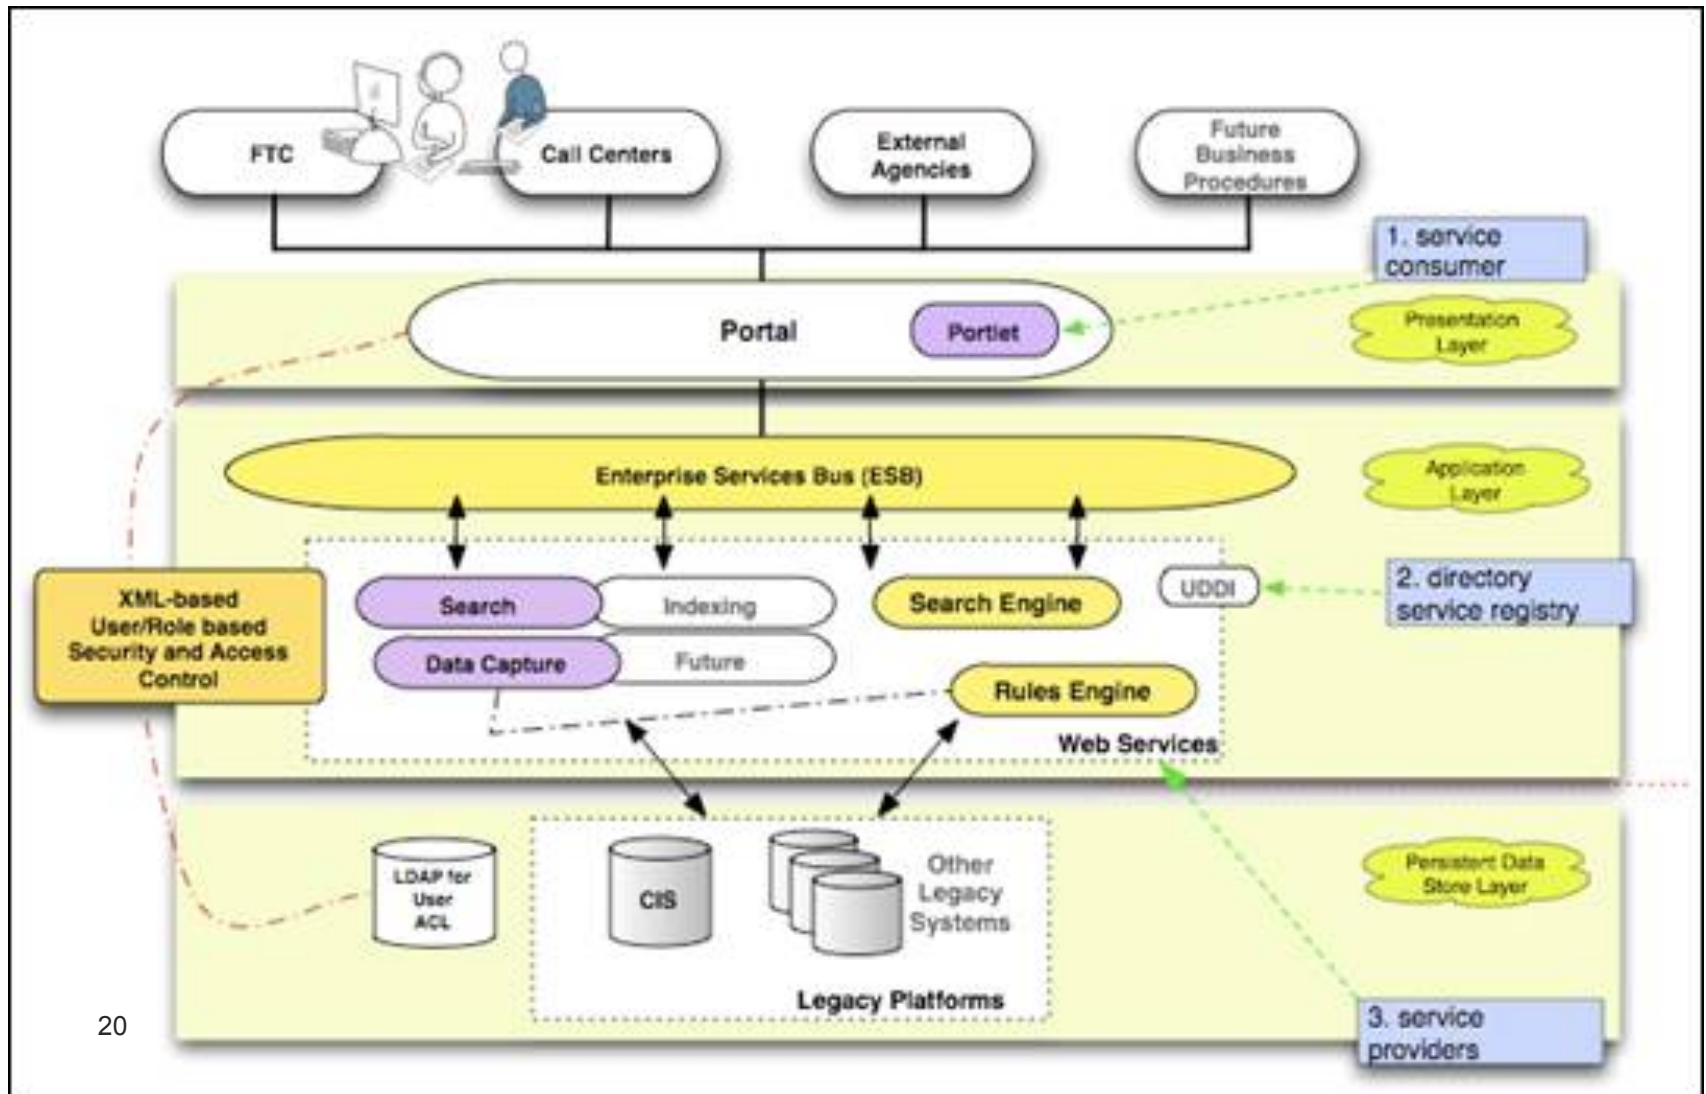 FTC
Call Centers
External
Agencies
Future
Business
Procedures
1. service
consumer
Portal
Portlet
Presentation
Layer
Enterprise Services Bus (ESB)
Application
Layer
XML-based
User/Role based
Security and Access
Control
Search
Indexing
Search Engine
UDDI
2. directory
service registry
Data Capture
Future
Rules Engine
Web Services
LDAP for
User
ACL
CIS
Other
Legacy
Systems
Persistent Data
Store Layer
Legacy Platforms
20
3. service
providers